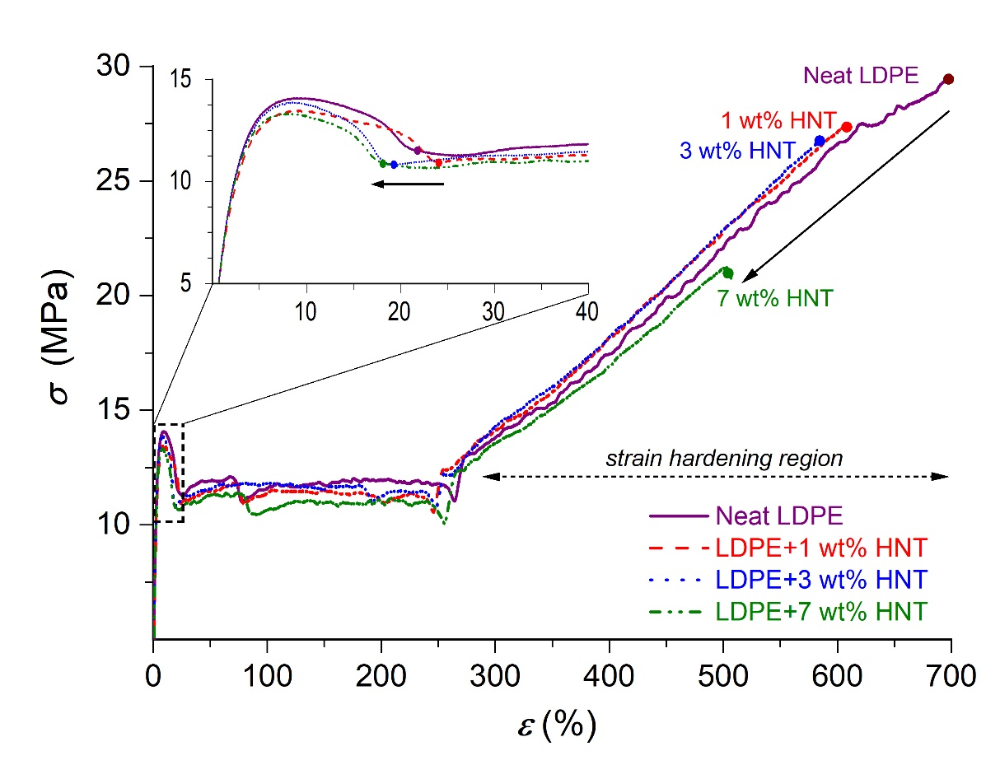 30
25
20
15
10
σ (MPa)
15
10
5
10
20
30
40
Neat LDPE
1 wt% HNT
3 wt% HNT
7 wt% HNT
strain hardening region
Neat LDPE
LDPE+1 wt% HNT
LDPE+3 wt% HNT
LDPE+7 wt% HNT
0
100
200
300
400
500
600
700
ε (%)